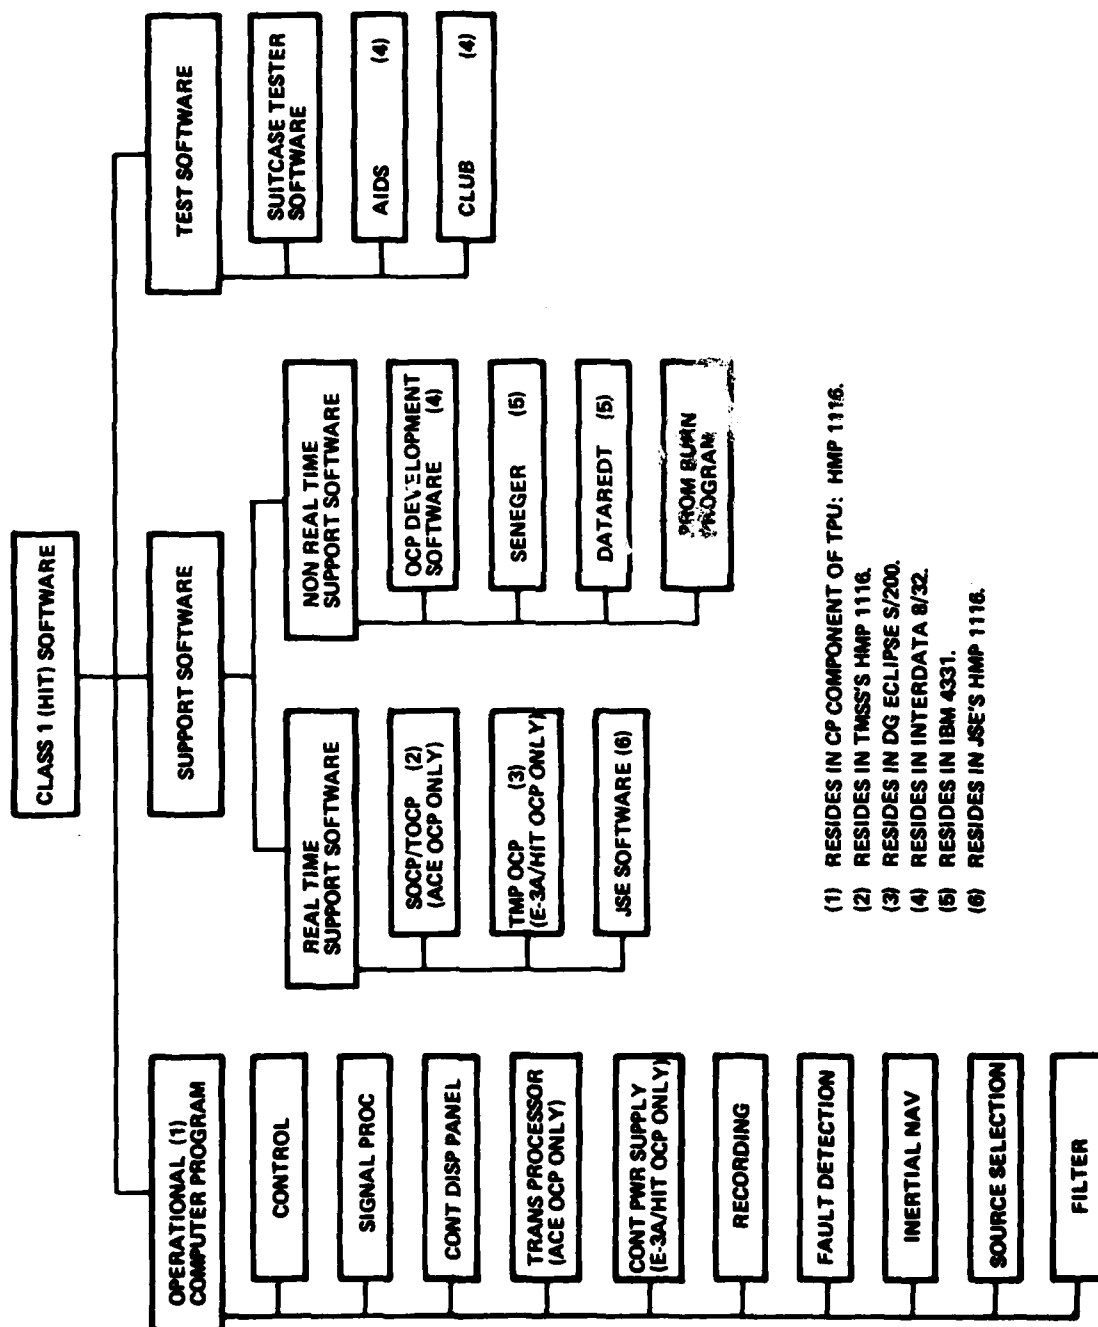 CLASS 1 (HIT) SOFTWARE
OPERATIONAL (1)
COMPUTER PROGRAM
CONTROL
SIGNAL PROC
CONT DISP PANEL
TRANS PROCESSOR
(ACE OCP ONLY)
CONT PWR SUPPLY
(E-3A/HIT OCP ONLY)
RECORDING
FAULT DETECTION
INERTIAL NAV
SOURCE SELECTION
FILTER
SUPPORT SOFTWARE
REAL TIME
SUPPORT SOFTWARE
SOCP/TOCP (2)
(ACE OCP ONLY)
TMP OCP (3)
(E-3A/HIT OCP ONLY)
JSE SOFTWARE (6)
NON REAL TIME
SUPPORT SOFTWARE
OCP DEVELOPMENT
SOFTWARE (4)
SENEGER (5)
DATAREDT (5)
PROM BURN
PROGRAM
TEST SOFTWARE
SUITCASE TESTER
SOFTWARE
AIDS (4)
CLUB (4)
(1) RESIDES IN CP COMPONENT OF TPU: HMP 1116.
(2) RESIDES IN TMSS'S HMP 1116.
(3) RESIDES IN DG ECLIPSE S/200.
(4) RESIDES IN INTERDATA 8/32.
(5) RESIDES IN IBM 4331.
(6) RESIDES IN JSE'S HMP 1116.